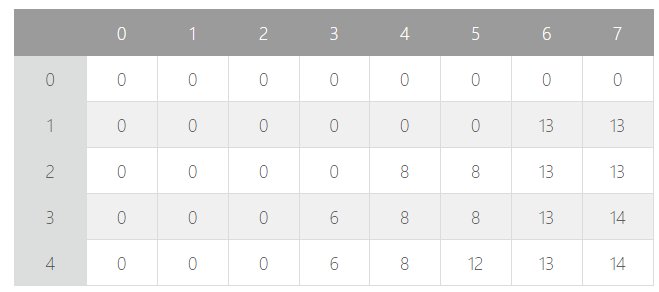 0 1 2 3 4 5 6 7
0 0 0 0 0 0 0 0 0
1 0 0 0 0 0 0 13 13
2 0 0 0 0 8 8 13 13
3 0 0 0 6 8 8 13 14
4 0 0 0 6 8 12 13 14